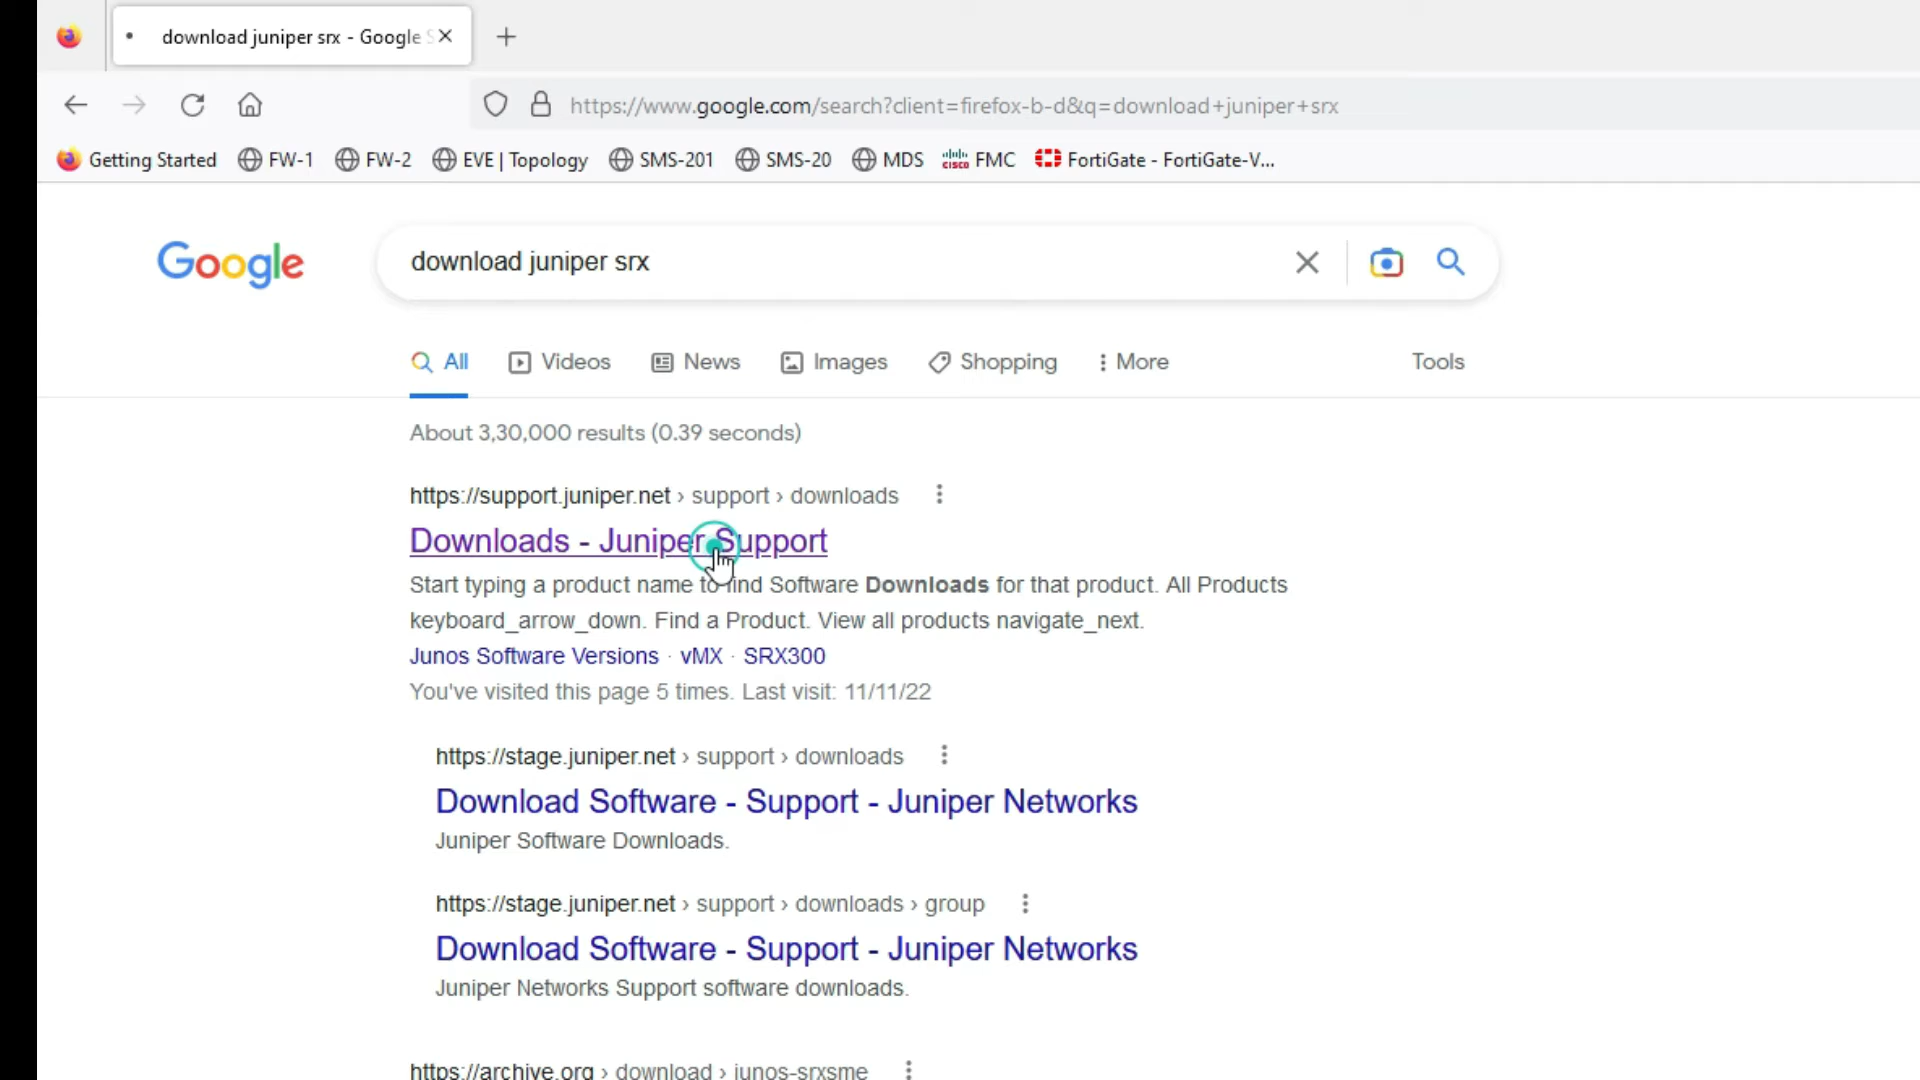 download juniper srx - Google S
https://www.google.com/search?client=firefox-b-d&q=download+juniper+srx
Getting Started FW-1 FW-2 EVE | Topology SMS-201 SMS-20 MDS CISCO FMC FortiGate - FortiGate-V...
Google download juniper srx
All Videos News Images Shopping More Tools
About 3,30,000 results (0.39 seconds)
https://support.juniper.net › support › downloads
Downloads - Juniper Support
Start typing a product name to find Software Downloads for that product. All Products
keyboard_arrow_down. Find a Product. View all products navigate_next.
Junos Software Versions · vMX · SRX300
You've visited this page 5 times. Last visit: 11/11/22
https://stage.juniper.net › support › downloads
Download Software - Support - Juniper Networks
Juniper Software Downloads.
https://stage.juniper.net › support › downloads › group
Download Software - Support - Juniper Networks
Juniper Networks Support software downloads.
https://archive.org › download › junos-srxsme